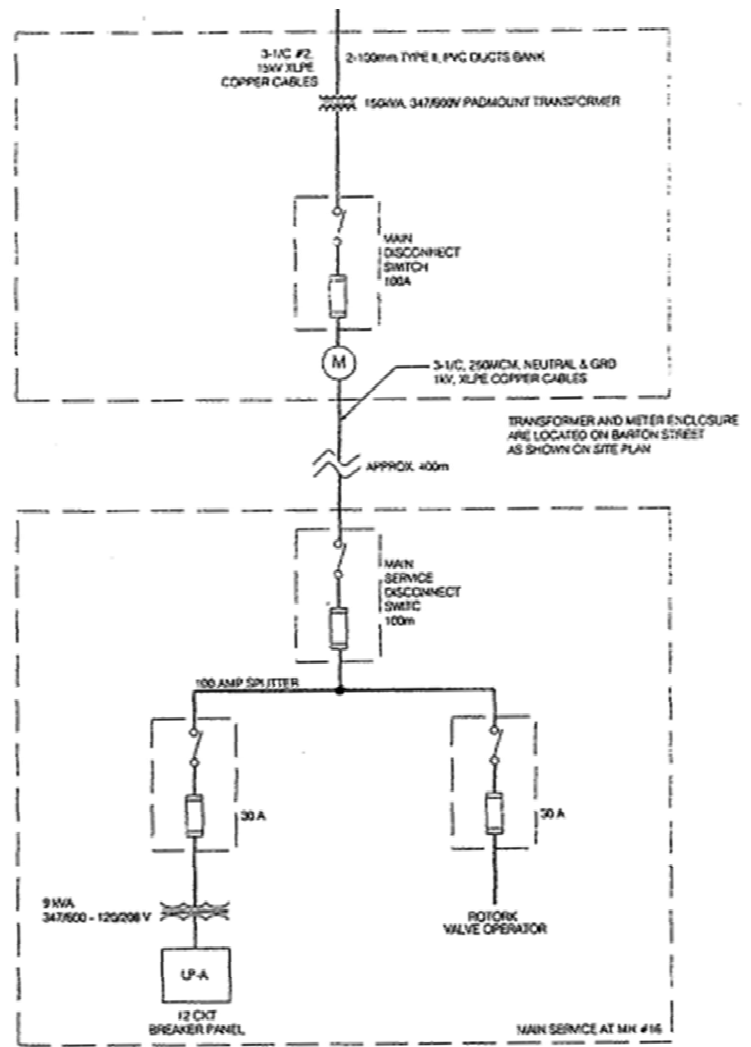 3-1/C #2,
15kV XLPE
COPPER CABLES
2-100mm TYPE II, PVC DUCTS BANK
150kVA, 347/600V PADMOUNT TRANSFORMER
MAIN
DISCONNECT
SWITCH
100A
M
3-1/C, 250MCM, NEUTRAL & GRD
1kV, XLPE COPPER CABLES
TRANSFORMER AND METER ENCLOSURE
ARE LOCATED ON BARTON STREET
AS SHOWN ON SITE PLAN
APPROX. 400m
MAIN
SERVICE
DISCONNECT
SWITC
100m
100 AMP SPLITTER
30 A
30 A
9 kVA
347/600 - 120/208 V
LP-A
12 CKT
BREAKER PANEL
ROTORK
VALVE OPERATOR
MAIN SERVICE AT MH #16